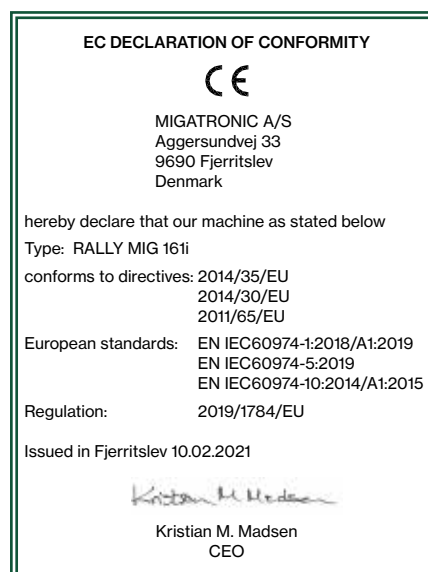 EC DECLARATION OF CONFORMITY
CE
MIGATRONIC A/S
Aggersundvej 33
9690 Fjerritslev
Denmark
hereby declare that our machine as stated below
Type: RALLY MIG 161i
conforms to directives: 2014/35/EU
2014/30/EU
2011/65/EU
European standards: EN IEC60974-1:2018/A1:2019
EN IEC60974-5:2019
EN IEC60974-10:2014/A1:2015
Regulation: 2019/1784/EU
Issued in Fjerritslev 10.02.2021
Kristian M Madsen
Kristian M. Madsen
CEO